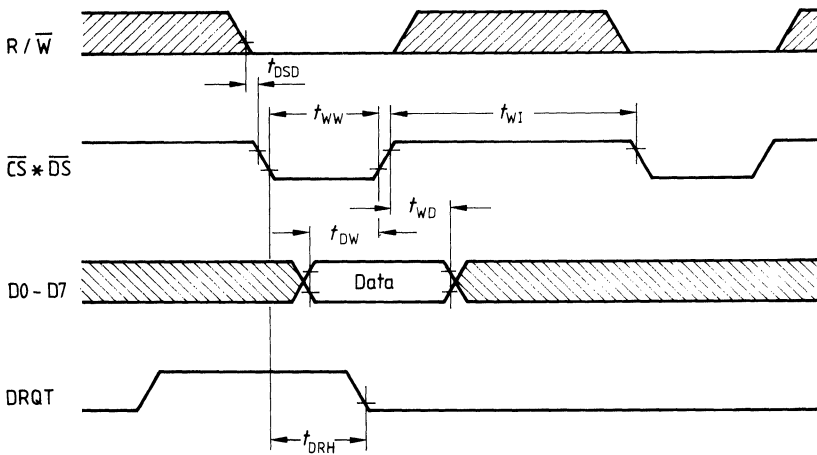 R / W̅
t_DSD
t_WW
t_WI
C̅S̅ * D̅S̅
t_WD
t_DW
D0 - D7
Data
DRQT
t_DRH